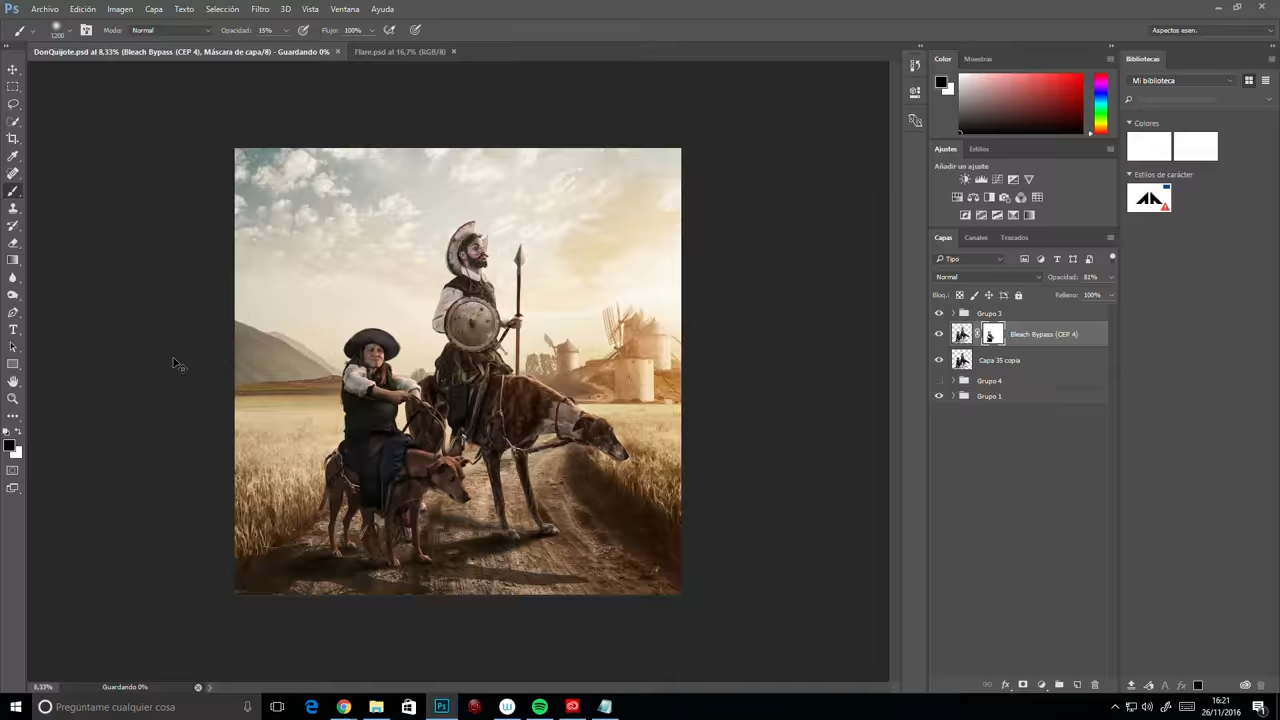 Ps Archivo Edición Imagen Capa Texto Selección Filtro 3D Vista Ventana Ayuda
1200 Modo: Normal Opacidad: 15% Flujo: 100% Aspectos esen.
DonQuijote.psd al 8,33% (Bleach Bypass (CEP 4), Máscara de capa/8) - Guardando 0% × Flare.psd al 16,7% (RGB/8) ×
Color Muestras
Bibliotecas
Mi biblioteca
Colores
Ajustes Estilos
Añadir un ajuste
Estilos de carácter
Capas Canales Trazados
Tipo
Normal Opacidad: 81%
Bloq.: Relleno: 100%
Grupo 3
Bleach Bypass (CEP 4)
Capa 35 copia
Grupo 4
Grupo 1
8,33% Guardando 0%
Pregúntame cualquier cosa
Ps
16:21
26/11/2016